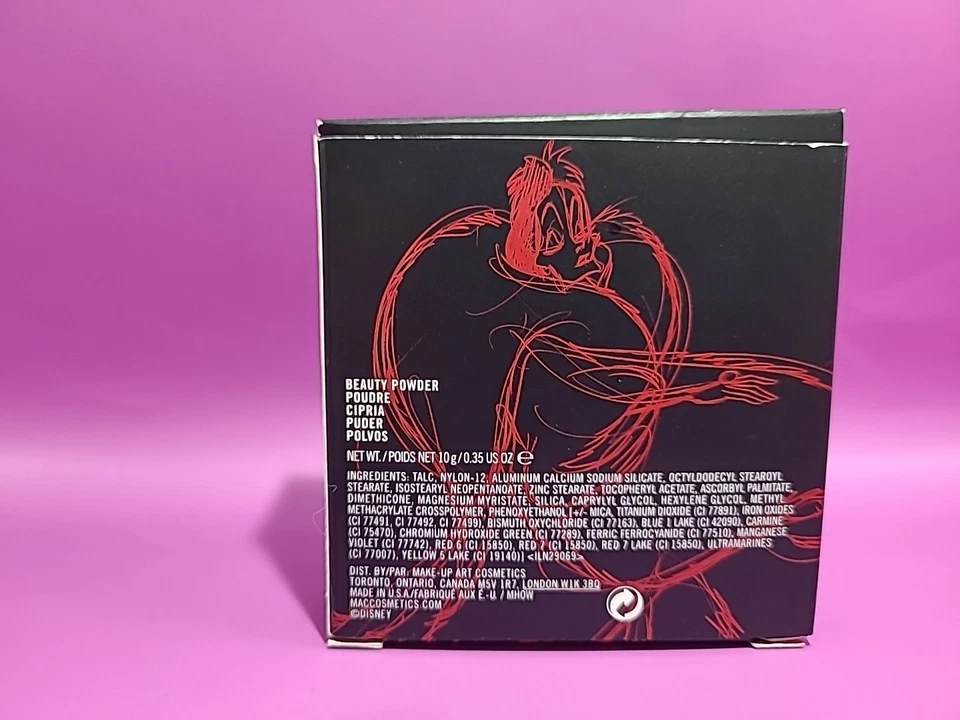 BEAUTY POWDER
POUDRE
CIPRIA
PUDER
POLVOS
NET WT./POIDS NET 10g/0.35 US OZ ℮
INGREDIENTS: TALC, NYLON-12, ALUMINUM CALCIUM SODIUM SILICATE, OCTYLDODECYL STEAROYL
STEARATE, ISOSTEARYL NEOPENTANOATE, ZINC STEARATE, TOCOPHERYL ACETATE, ASCORBYL PALMITATE,
DIMETHICONE, MAGNESIUM MYRISTATE, SILICA, CAPRYLYL GLYCOL, HEXYLENE GLYCOL, METHYL
METHACRYLATE CROSSPOLYMER, PHENOXYETHANOL [+/- MICA, TITANIUM DIOXIDE (CI 77891), IRON OXIDES
(CI 77491, CI 77492, CI 77499), BISMUTH OXYCHLORIDE (CI 77163), BLUE 1 LAKE (CI 42090), CARMINE
(CI 75470), CHROMIUM HYDROXIDE GREEN (CI 77289), FERRIC FERROCYANIDE (CI 77510), MANGANESE
VIOLET (CI 77742), RED 6 (CI 15850), RED 7 (CI 15850), RED 7 LAKE (CI 15850), ULTRAMARINES
(CI 77007), YELLOW 5 LAKE (CI 19140)] <ILN29069>
DIST. BY/PAR: MAKE-UP ART COSMETICS
TORONTO, ONTARIO, CANADA M5V 1R7, LONDON W1K 3BQ
MADE IN U.S.A./FABRIQUÉ AUX É.-U. / MHOW
MACCOSMETICS.COM
©DISNEY